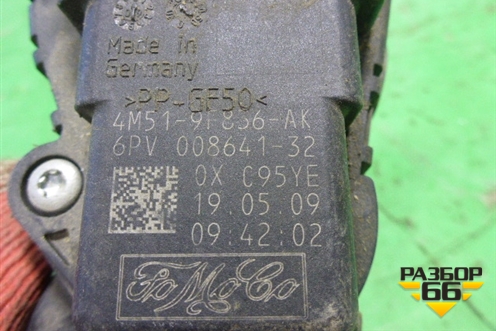 Made in
Germany
>PP-GF50<
4M51-9F836-AK
6PV 008641-32
0X C95YE
19.05.09
09:42:02
FoMoCo
РАЗБОР
66